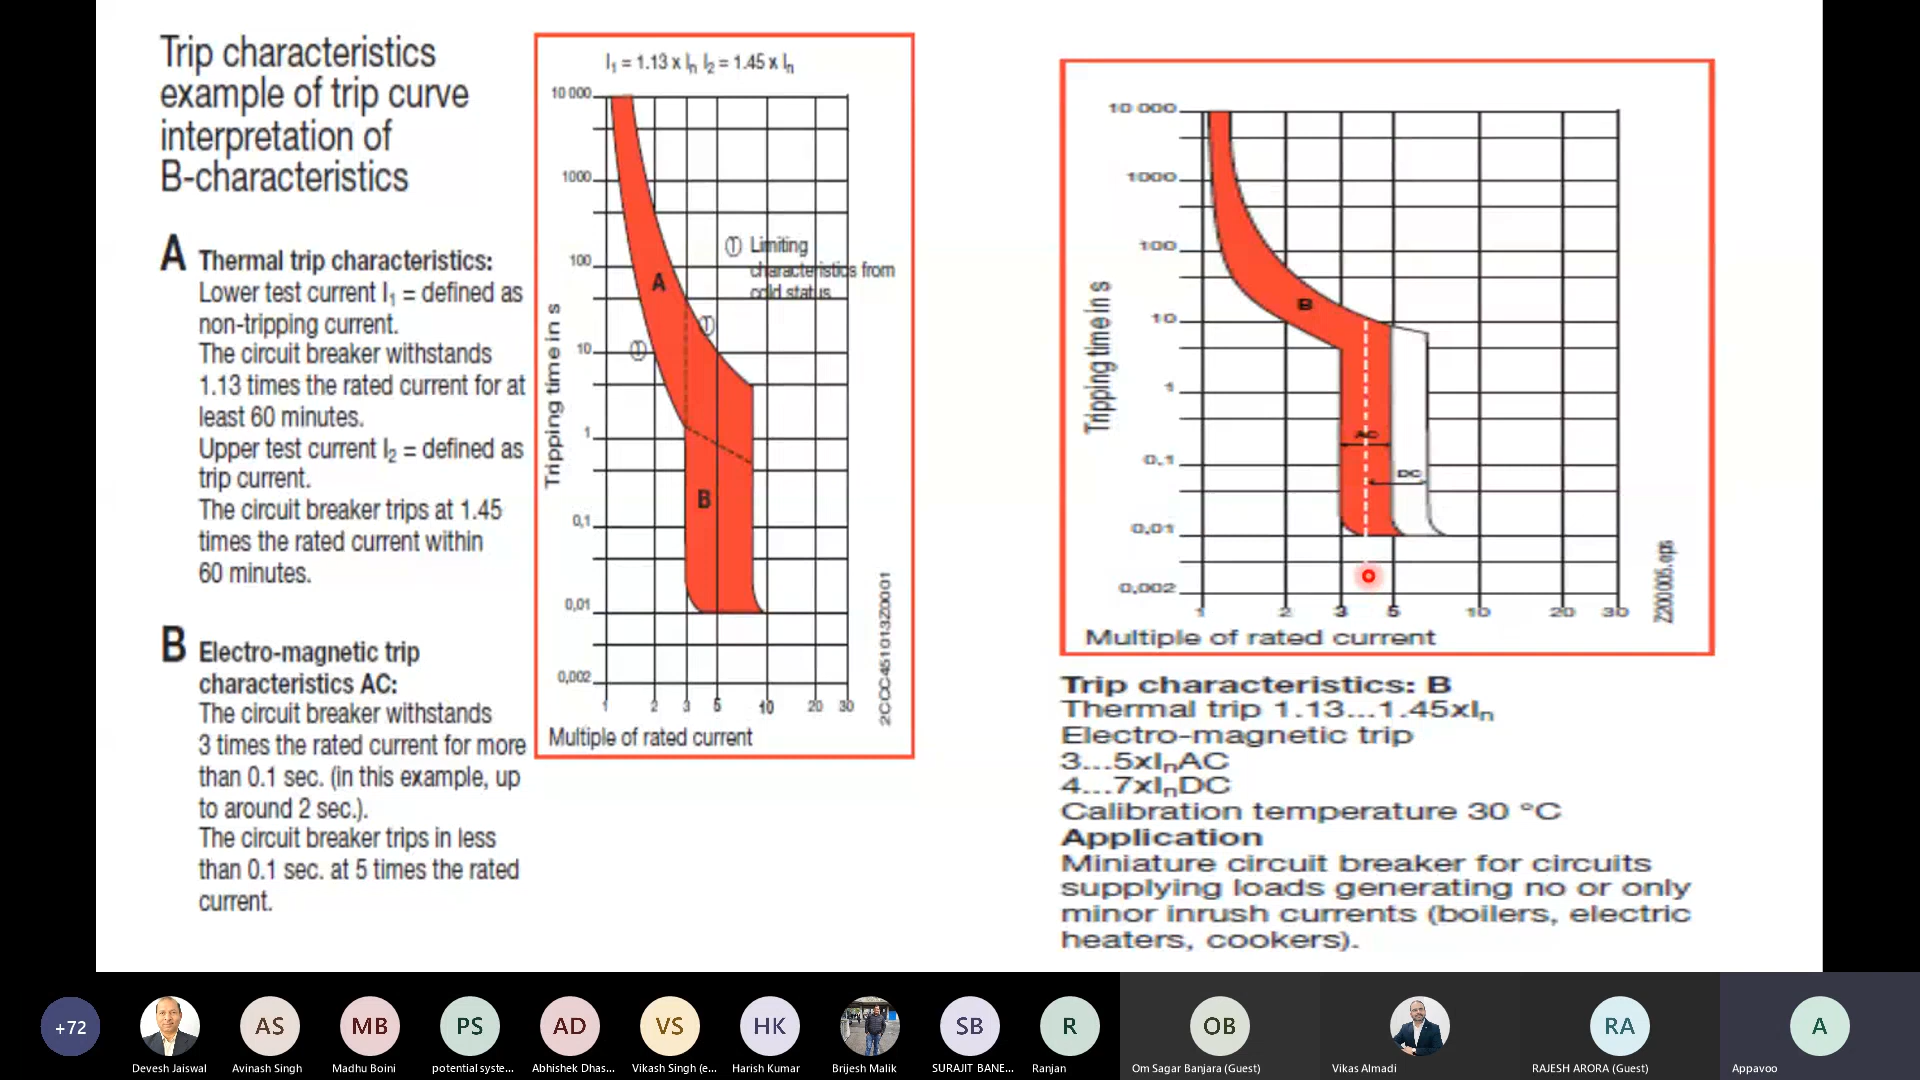 Trip characteristics
example of trip curve
interpretation of
B-characteristics
A Thermal trip characteristics:
Lower test current I1 = defined as
non-tripping current.
The circuit breaker withstands
1.13 times the rated current for at
least 60 minutes.
Upper test current I2 = defined as
trip current.
The circuit breaker trips at 1.45
times the rated current within
60 minutes.
B Electro-magnetic trip
characteristics AC:
The circuit breaker withstands
3 times the rated current for more
than 0.1 sec. (in this example, up
to around 2 sec.).
The circuit breaker trips in less
than 0.1 sec. at 5 times the rated
current.
I1 = 1.13 x In I2 = 1.45 x In
10 000
1000
100
10
1
0,1
0,01
0,002
Tripping time in s
① Limiting
characteristics from
cold status
A
①
①
B
1 2 3 5 10 20 30
Multiple of rated current
2CCC451013Z0001
10 000
1000
100
10
1
0.1
0,01
0,002
Tripping time in s
B
AC
DC
1 2 3 5 10 20 30
Multiple of rated current
Z200005.eps
Trip characteristics: B
Thermal trip 1.13...1.45xIn
Electro-magnetic trip
3...5xInAC
4...7xInDC
Calibration temperature 30 °C
Application
Miniature circuit breaker for circuits
supplying loads generating no or only
minor inrush currents (boilers, electric
heaters, cookers).
+72 AS MB PS AD VS HK SB R OB RA A
Devesh Jaiswal Avinash Singh Madhu Boini potential syste... Abhishek Dhas... Vikash Singh (e... Harish Kumar Brijesh Malik SURAJIT BANE... Ranjan Om Sagar Banjara (Guest) Vikas Almadi RAJESH ARORA (Guest) Appavoo